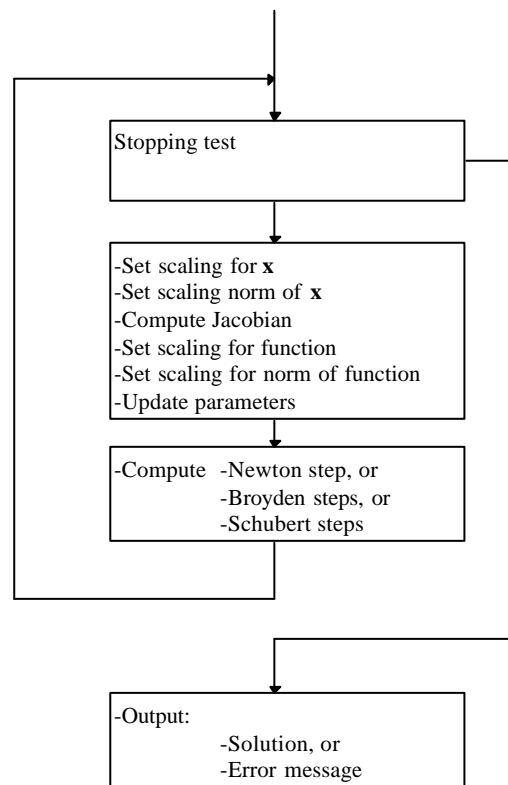 Stopping test
-Set scaling for x
-Set scaling norm of x
-Compute Jacobian
-Set scaling for function
-Set scaling for norm of function
-Update parameters
-Compute -Newton step, or
-Broyden steps, or
-Schubert steps
-Output:
-Solution, or
-Error message